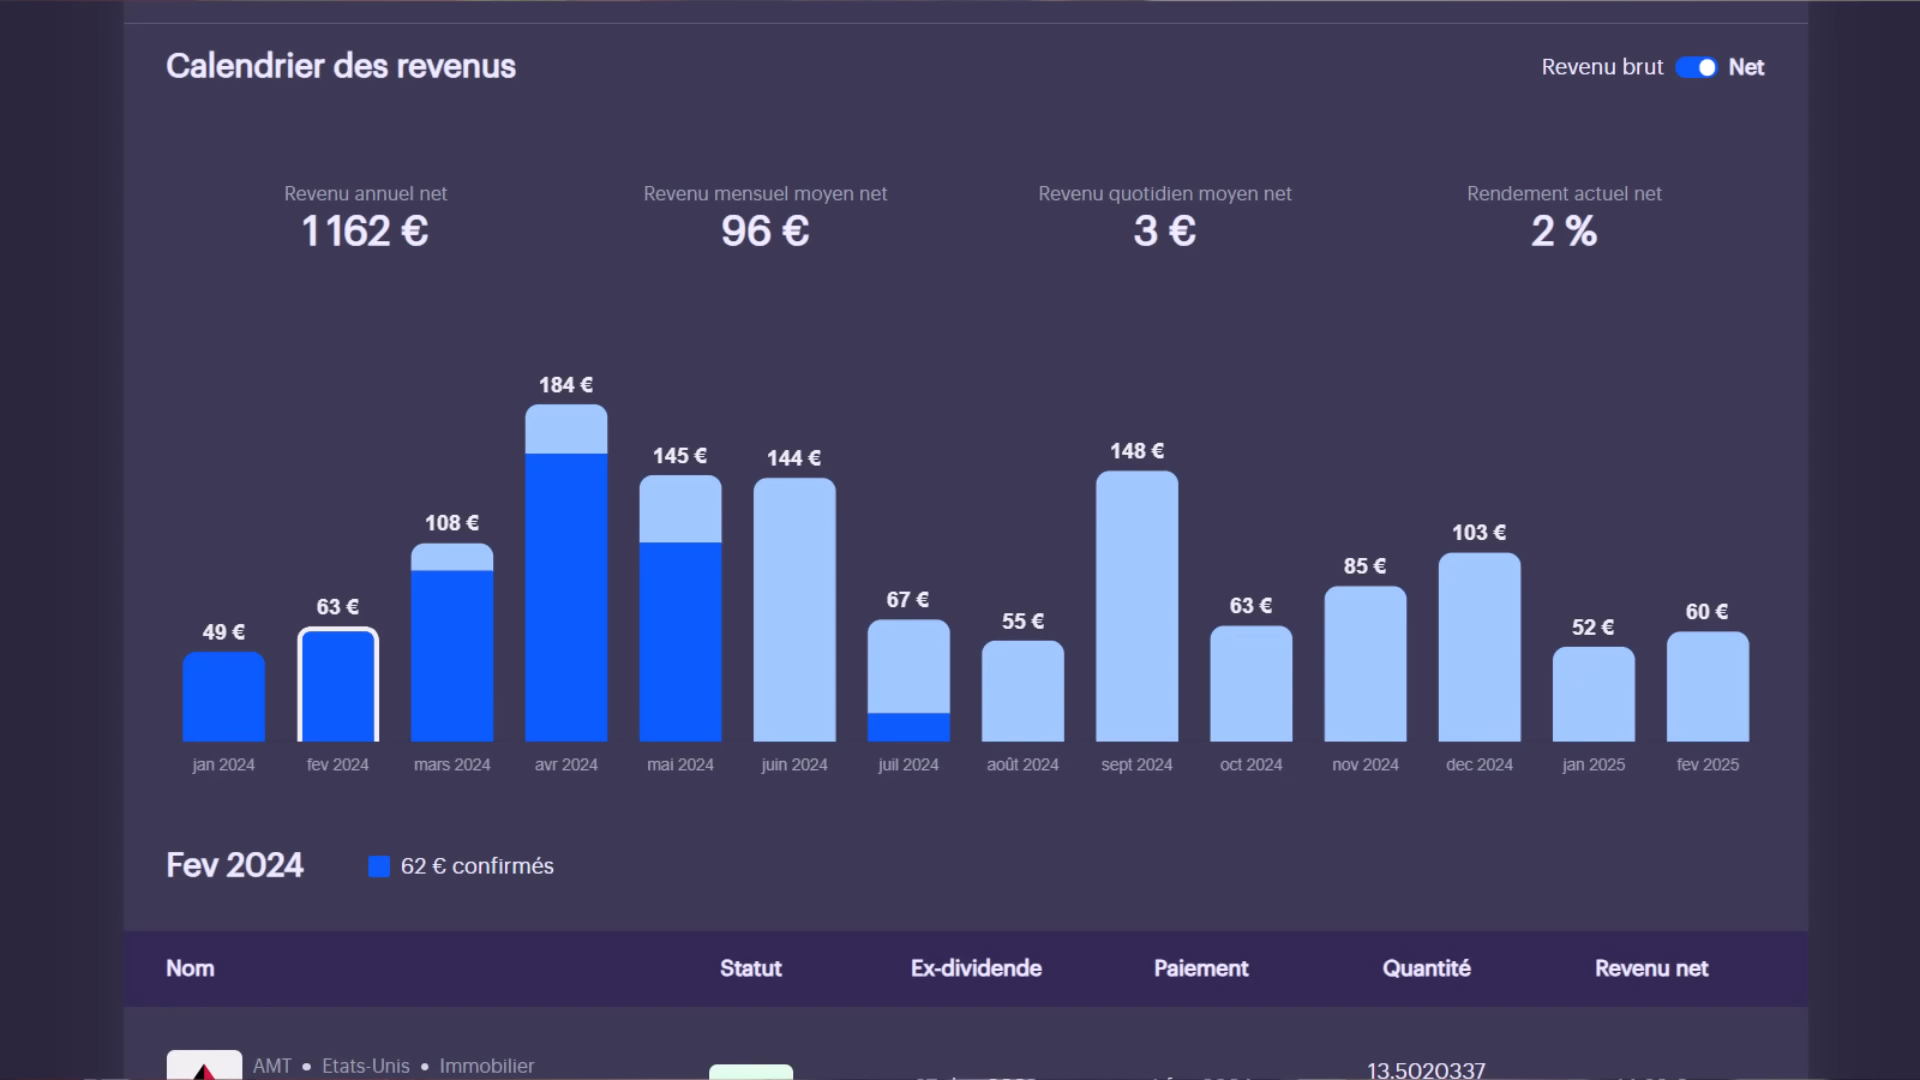 Calendrier des revenus
Revenu brut Net
Revenu annuel net
1 162 €
Revenu mensuel moyen net
96 €
Revenu quotidien moyen net
3 €
Rendement actuel net
2 %
49 €
63 €
108 €
184 €
145 €
144 €
67 €
55 €
148 €
63 €
85 €
103 €
52 €
60 €
jan 2024
fev 2024
mars 2024
avr 2024
mai 2024
juin 2024
juil 2024
août 2024
sept 2024
oct 2024
nov 2024
dec 2024
jan 2025
fev 2025
Fev 2024
62 € confirmés
Nom Statut Ex-dividende Paiement Quantité Revenu net
AMT • Etats-Unis • Immobilier
13.5020337